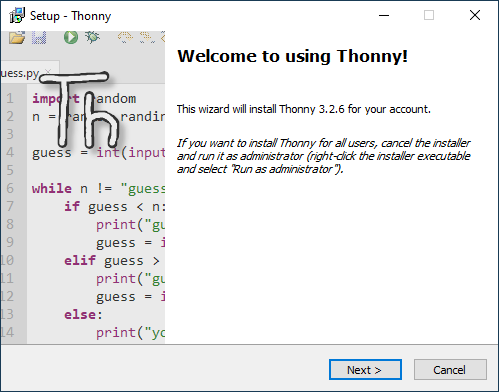 Setup - Thonny
Welcome to using Thonny!
This wizard will install Thonny 3.2.6 for your account.
If you want to install Thonny for all users, cancel the installer
and run it as administrator (right-click the installer executable
and select "Run as administrator").
uess.py
Th
1 import random
2 n = randin
3
4 guess = int(input
5
6 while n != "guess
7 if guess < n:
8 print("gu
9 guess = i
10 elif guess >
11 print("gu
12 guess = i
13 else:
14 print("yo
Next >
Cancel